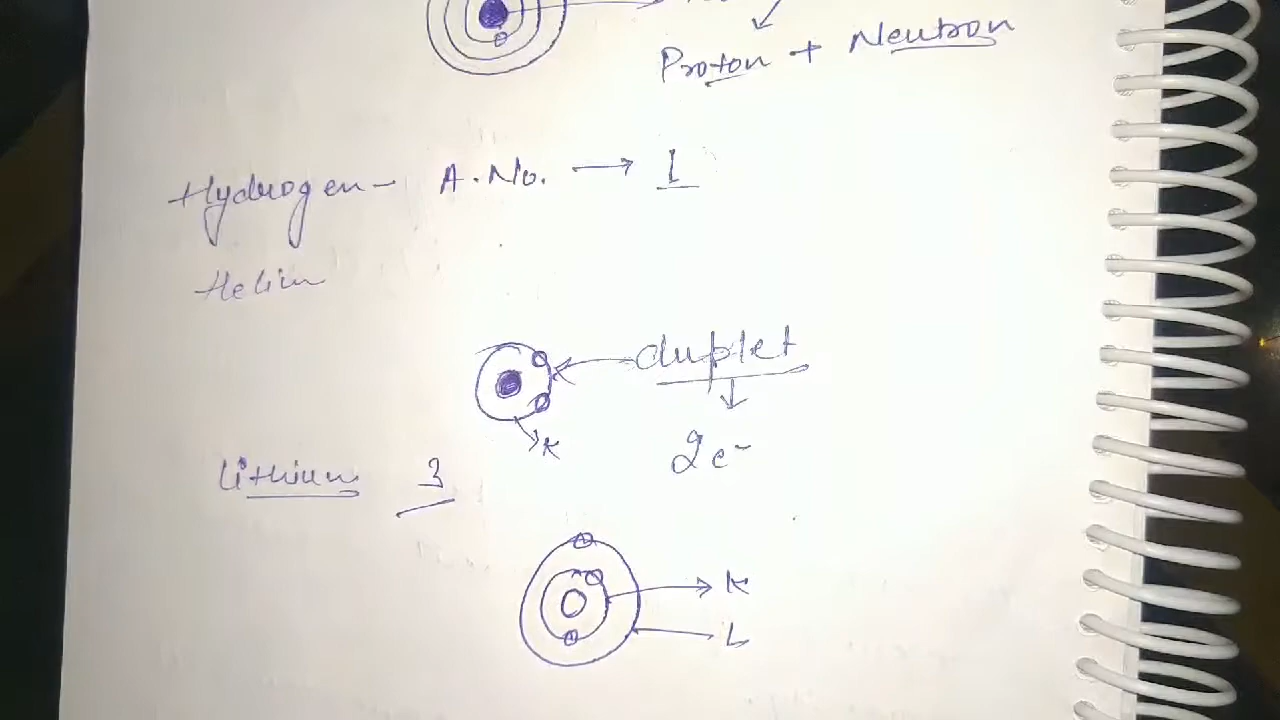 Proton + Neutron
Hydrogen - A.No. → 1
Helium
duplet
K
2e-
Lithium 3
K
L